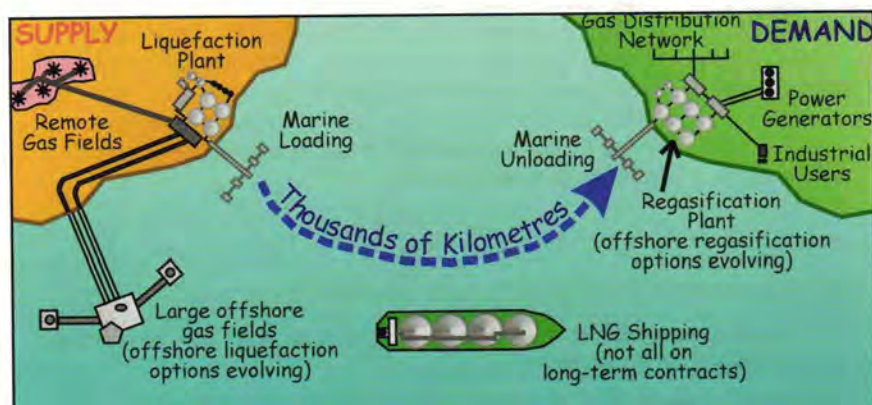 SUPPLY
Liquefaction
Plant
Remote
Gas Fields
Marine
Loading
Large offshore
gas fields
(offshore liquefaction
options evolving)
Thousands of Kilometres
LNG Shipping
(not all on
long-term contracts)
Gas Distribution
Network
DEMAND
Power
Generators
Marine
Unloading
Industrial
Users
Regasification
Plant
(offshore regasification
options evolving)